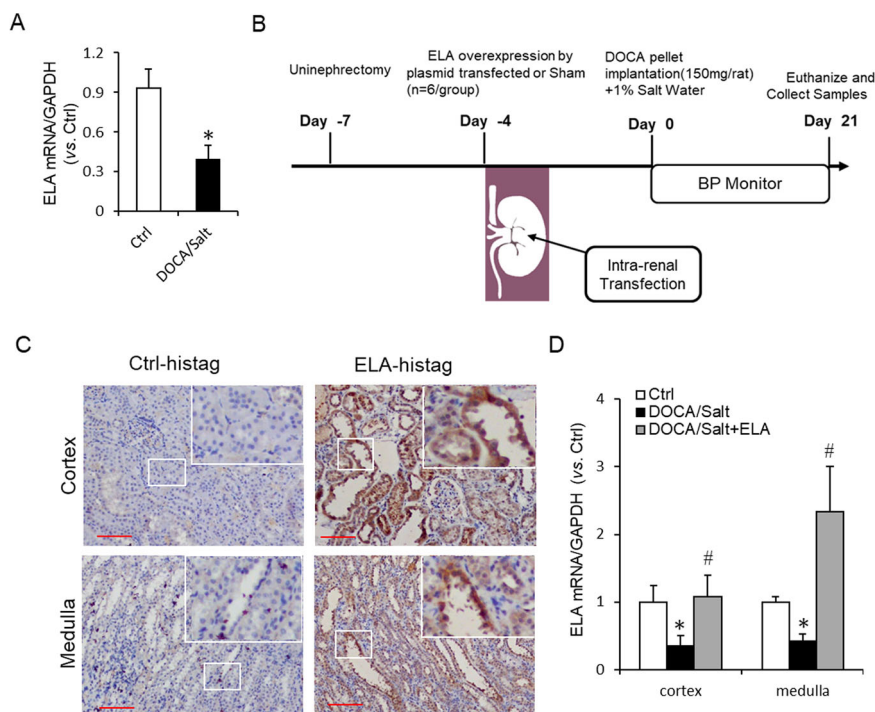 A
1.2
0.9
0.6
0.3
0
ELA mRNA/GAPDH
(vs. Ctrl)
*
Ctrl
DOCA/Salt
B
Uninephrectomy
ELA overexpression by
plasmid transfected or Sham
(n=6/group)
DOCA pellet
implantation(150mg/rat)
+1% Salt Water
Euthanize and
Collect Samples
Day -7
Day -4
Day 0
Day 21
BP Monitor
Intra-renal
Transfection
C
Ctrl-histag
ELA-histag
Cortex
Medulla
D
Ctrl
DOCA/Salt
DOCA/Salt+ELA
4
3
2
1
0
ELA mRNA/GAPDH (vs. Ctrl)
*
#
*
#
cortex
medulla